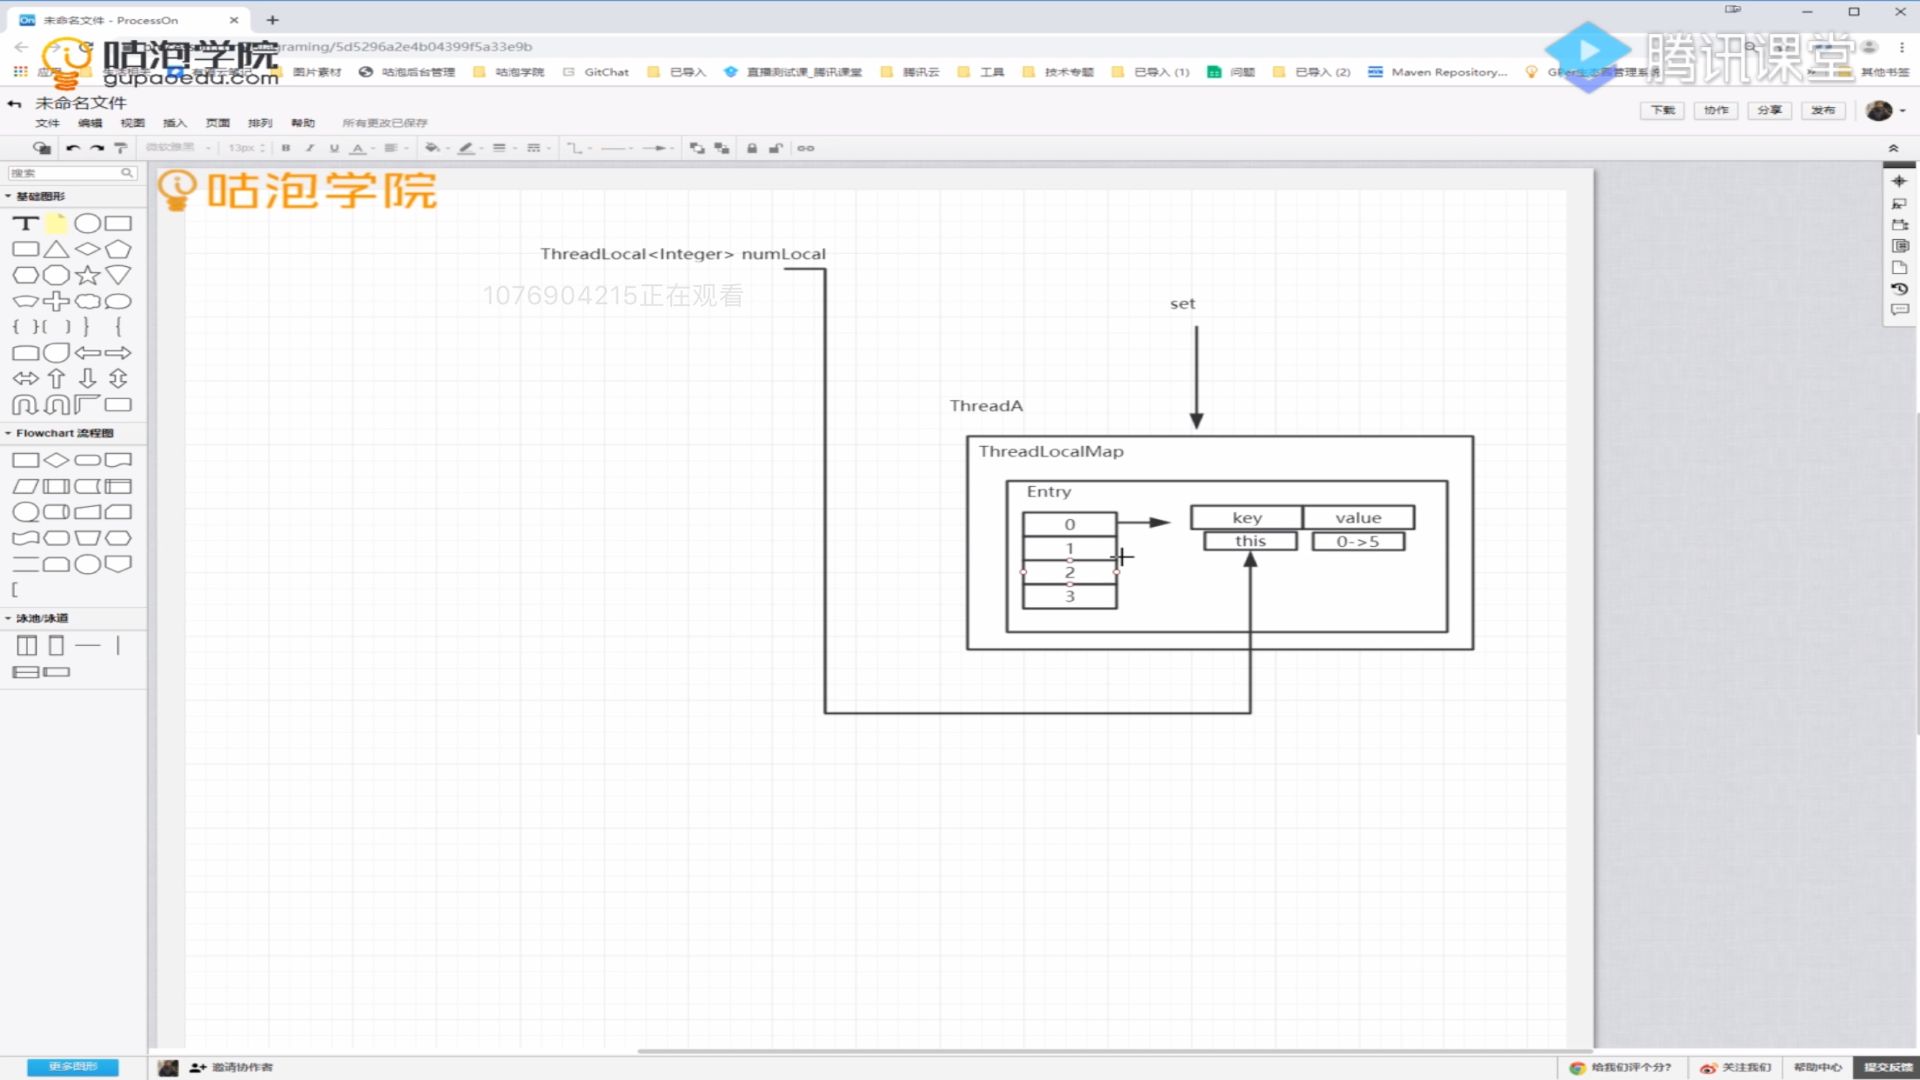 未命名文件 - ProcessOn
graming/5d5296a2e4b04399f5a33e9b
咕泡学院
gupaoedu.com
腾讯课堂
图片素材
咕泡后台管理
咕泡学院
GitChat
已导入
直播测试课_腾讯课堂
腾讯云
工具
技术专题
已导入 (1)
问题
已导入 (2)
Maven Repository...
其他书签
未命名文件
下载
协作
分享
发布
文件
编辑
视图
插入
页面
排列
帮助
所有更改已保存
微软雅黑
13px
搜索
基础图形
咕泡学院
ThreadLocal<Integer> numLocal
1076904215正在观看
set
ThreadA
ThreadLocalMap
Entry
0
key
value
1
this
0->5
2
3
Flowchart 流程图
泳池/泳道
更多图形
邀请协作者
给我们评个分?
关注我们
帮助中心
提交反馈